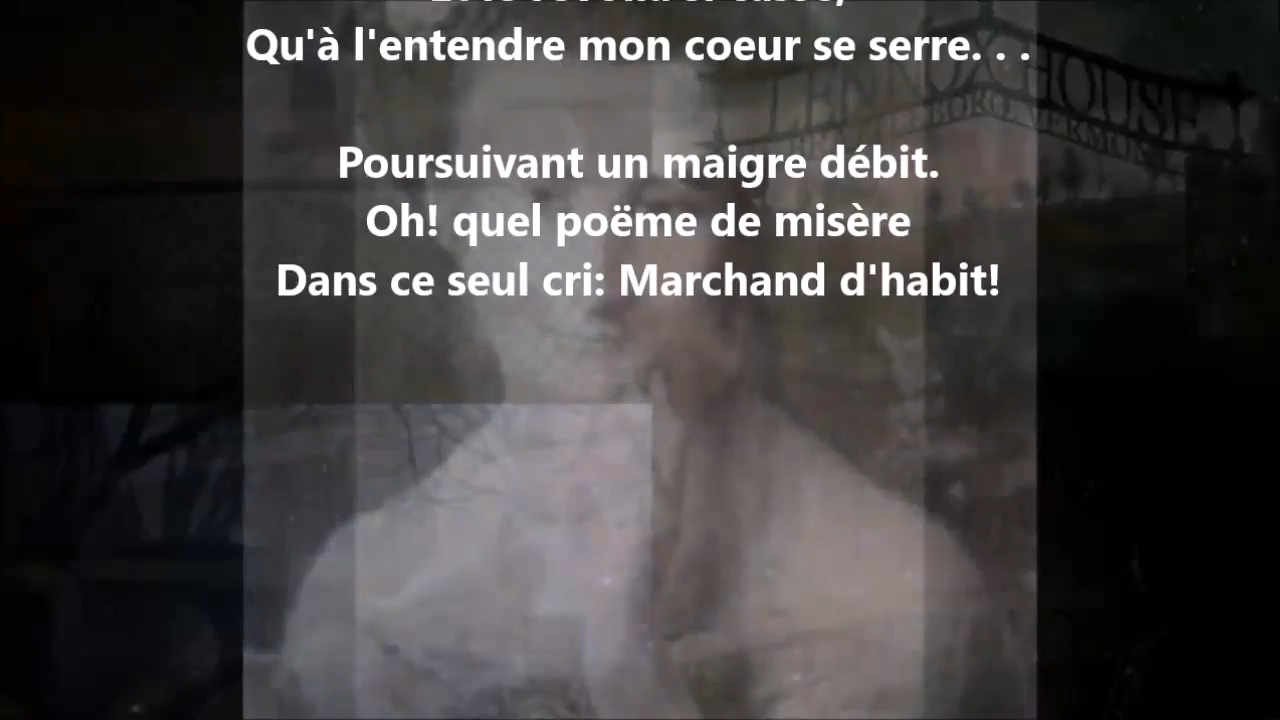 Qu'à l'entendre mon coeur se serre. . .
Poursuivant un maigre débit.
Oh! quel poëme de misère
Dans ce seul cri: Marchand d'habit!
HOUSE